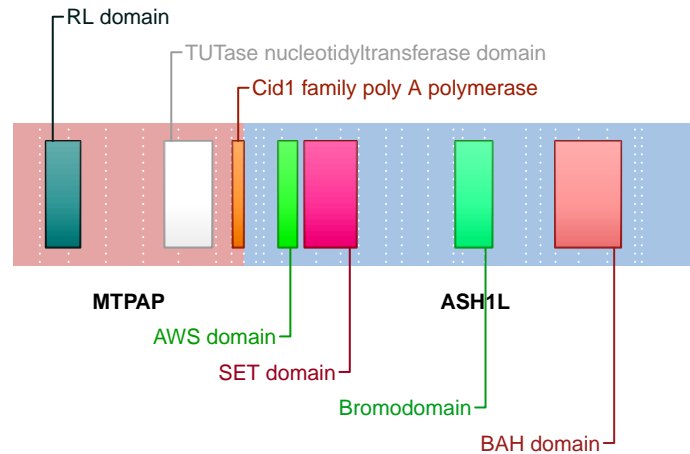 RL domain
TUTase nucleotidyltransferase domain
Cid1 family poly A polymerase
MTPAP
ASH1L
AWS domain
SET domain
Bromodomain
BAH domain